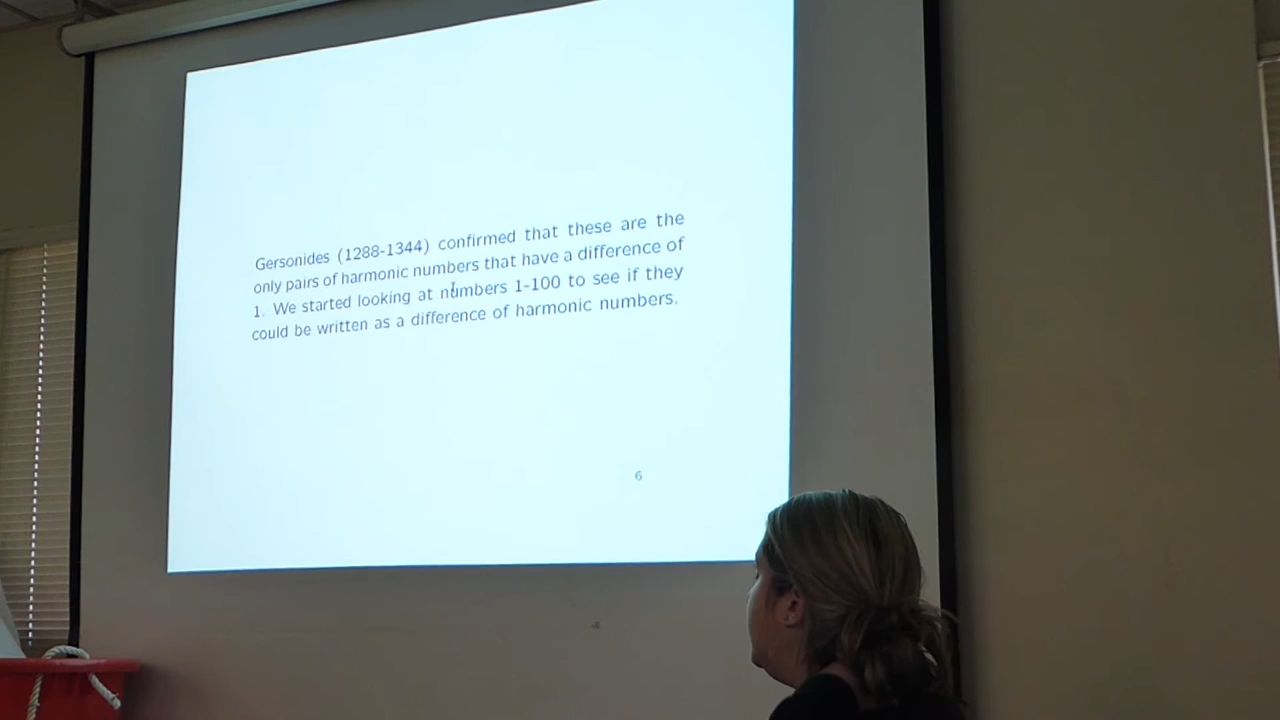 Gersonides (1288-1344) confirmed that these are the
only pairs of harmonic numbers that have a difference of
1. We started looking at numbers 1-100 to see if they
could be written as a difference of harmonic numbers.
6